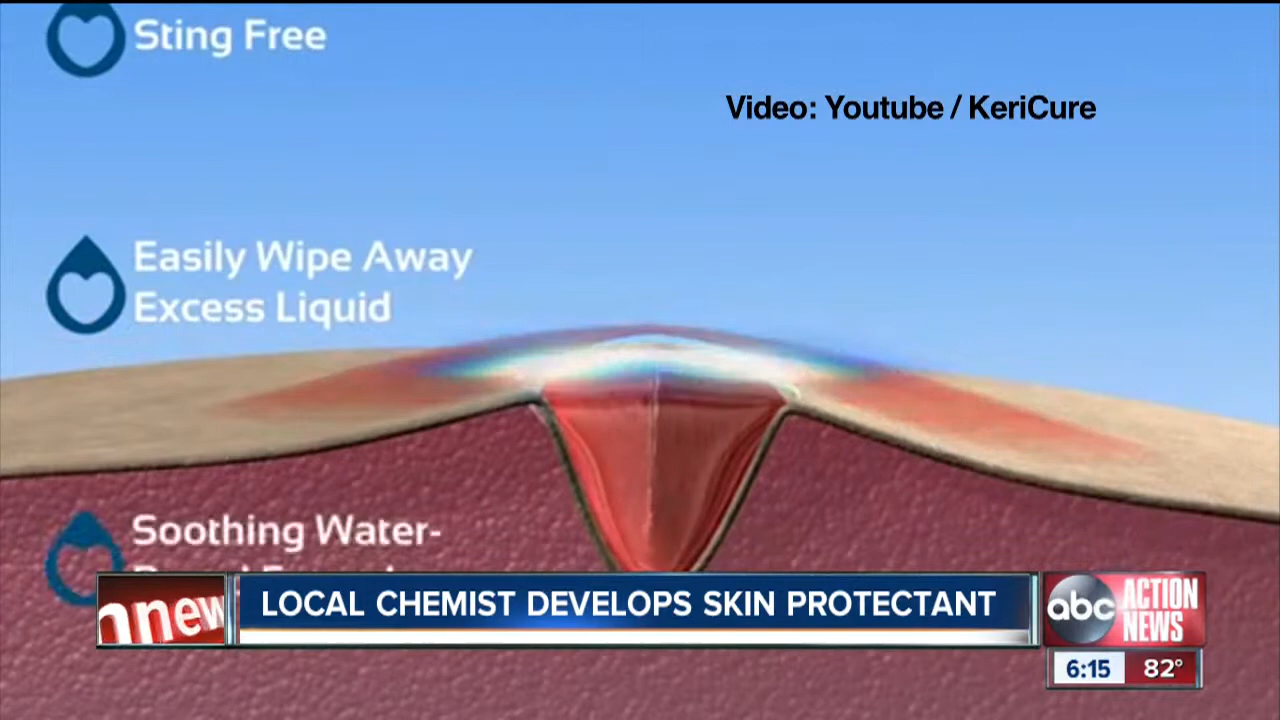 Sting Free
Video: Youtube / KeriCure
Easily Wipe Away
Excess Liquid
Soothing Water-
new
LOCAL CHEMIST DEVELOPS SKIN PROTECTANT
abc
ACTION
NEWS
6:15 82°